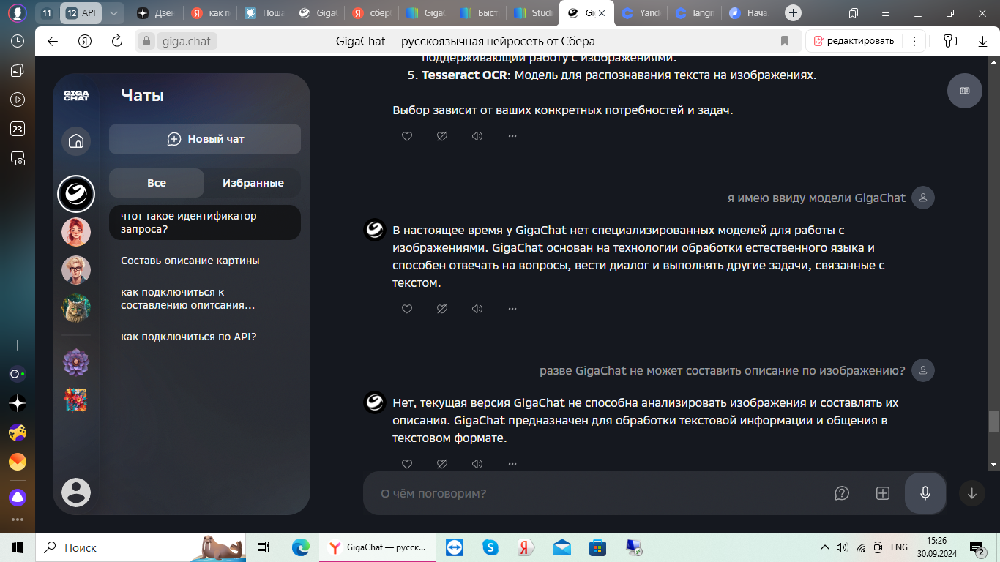 11
12 API
Дзен
как п
Поша
GigaC
сбер
GigaC
Быст
Studi
Gi
Yand
langr
Нача
giga.chat
GigaChat — русскоязычная нейросеть от Сбера
редактировать
23
GIGA
CHAT
Чаты
Новый чат
Все
Избранные
чтот такое идентификатор
запроса?
Составь описание картины
как подключиться к
составлению опитсания...
как подключиться по API?
поддерживающий работу с изображениями.
5. Tesseract OCR: Модель для распознавания текста на изображениях.
Выбор зависит от ваших конкретных потребностей и задач.
я имею ввиду модели GigaChat
В настоящее время у GigaChat нет специализированных моделей для работы с
изображениями. GigaChat основан на технологии обработки естественного языка и
способен отвечать на вопросы, вести диалог и выполнять другие задачи, связанные с
текстом.
разве GigaChat не может составить описание по изображению?
Нет, текущая версия GigaChat не способна анализировать изображения и составлять их
описания. GigaChat предназначен для обработки текстовой информации и общения в
текстовом формате.
О чём поговорим?
Поиск
GigaChat — русск...
ENG
15:26
30.09.2024
2